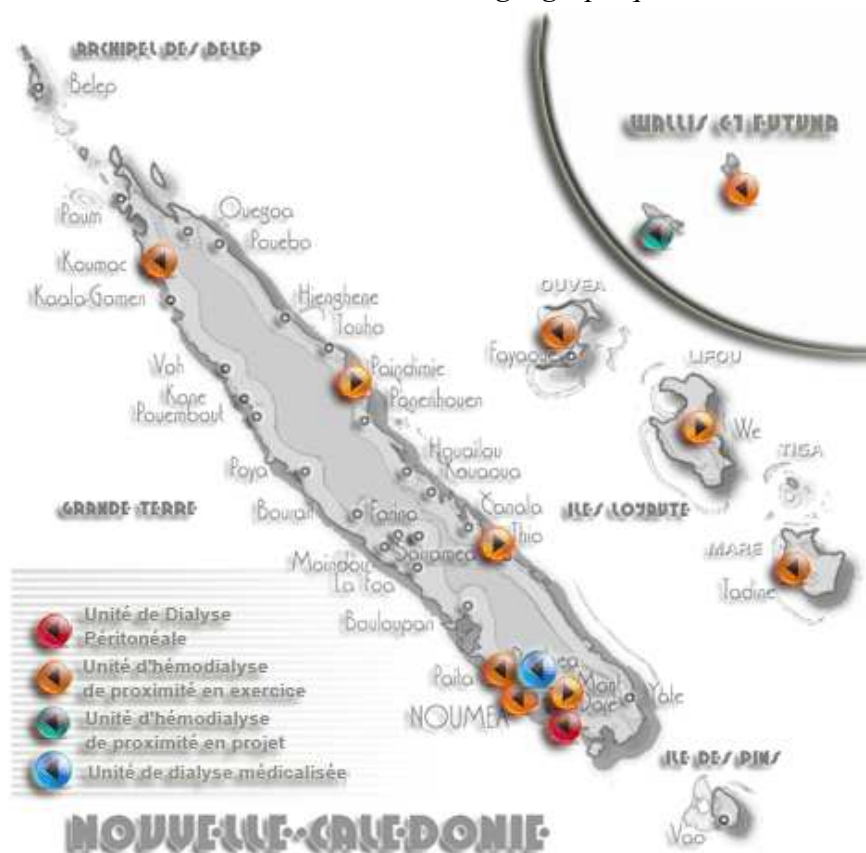 ARCHIPEL DES BELEP
Belep
WALLIS ET FUTUNA
Poum
Ouegoa
Pouebo
Koumac
Kaala-Gomen
Hienghene
Touho
OUVEA
Fayaoue
LIFOU
Voh
Poindimie
Kone
Pouembout
Ponerihouen
We
Houailou
Kouaoua
TIGA
Poya
GRANDE TERRE
Bourail
Farino
Canala
Thio
ILES LOYAUTE
Sarramea
Moindou
La Foa
MARE
Tadine
Bouloupari
Unité de Dialyse
Péritonéale
Unité d'hémodialyse
de proximité en exercice
Paita
Mont
Dore
Yate
NOUMEA
Unité d'hémodialyse
de proximité en projet
ILE DES PINS
Unité de dialyse médicalisée
Vao
NOUVELLE-CALEDONIE